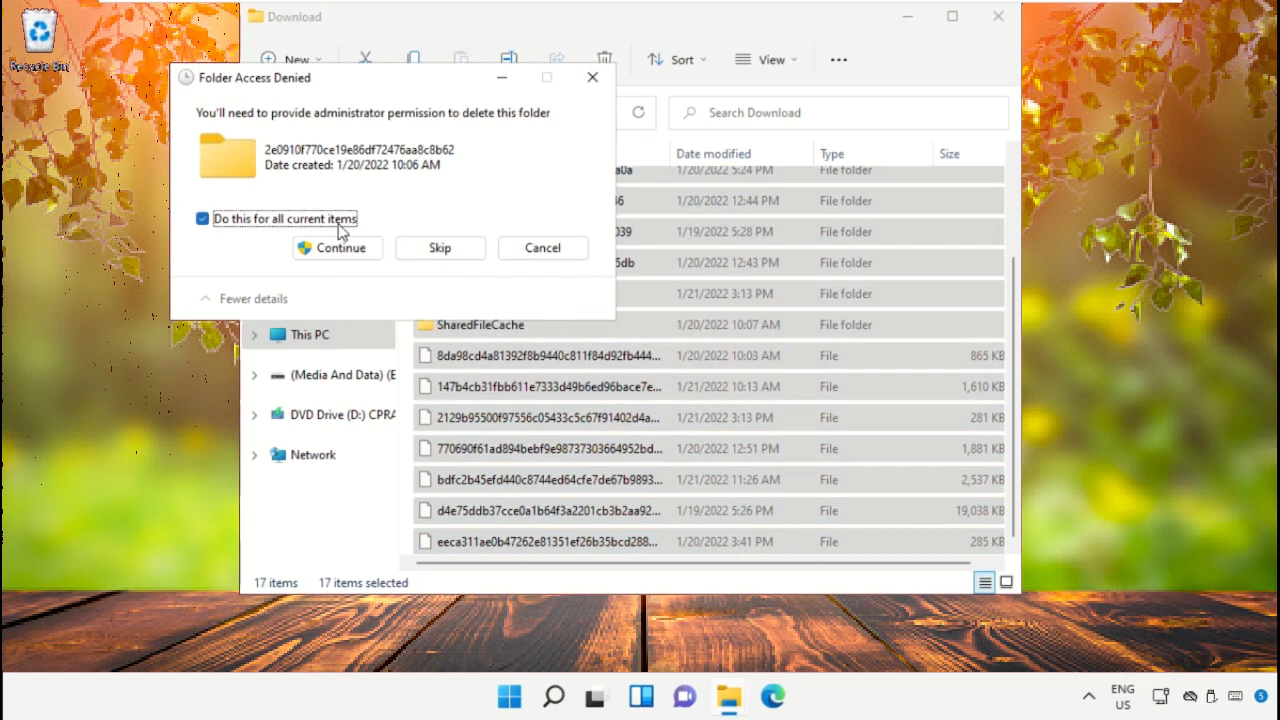 Recycle Bin
Download
New
Sort
View
Search Download
Folder Access Denied
You'll need to provide administrator permission to delete this folder
2e0910f770ce19e86df72476aa8c8b62
Date created: 1/20/2022 10:06 AM
Do this for all current items
Continue
Skip
Cancel
Fewer details
Date modified Type Size
a0a 1/20/2022 5:24 PM File folder
46 1/20/2022 12:44 PM File folder
039 1/19/2022 5:28 PM File folder
5db 1/20/2022 12:43 PM File folder
1/21/2022 3:13 PM File folder
SharedFileCache 1/20/2022 10:07 AM File folder
8da98cd4a81392f8b9440c811f84d92fb444... 1/20/2022 10:03 AM File 865 KB
147b4cb31fbb611e7333d49b6ed96bace7e... 1/21/2022 10:13 AM File 1,610 KB
2129b95500f97556c05433c5c67f91402d4a... 1/21/2022 3:13 PM File 281 KB
770690f61ad894bebf9e98737303664952bd... 1/20/2022 12:51 PM File 1,881 KB
bdfc2b45efd440c8744ed64cfe7de67b9893... 1/21/2022 11:26 AM File 2,537 KB
d4e75ddb37cce0a1b64f3a2201cb3b2aa92... 1/19/2022 5:26 PM File 19,038 KB
eeca311ae0b47262e81351ef26b35bcd288... 1/20/2022 3:41 PM File 285 KB
This PC
(Media And Data) (E
DVD Drive (D:) CPRA
Network
17 items 17 items selected
ENG
US
5